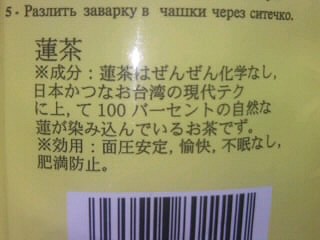 5 - Разлить заварку в чашки через ситечко.
蓮茶
※成分：蓮茶はぜんぜん化学なし,
日本かつなお台湾の現代テク
に上, て 100 バーセントの自然な
蓮が染み込んでいるお茶でず。
※効用：面圧安定, 愉快, 不眠なし,
肥満防止。